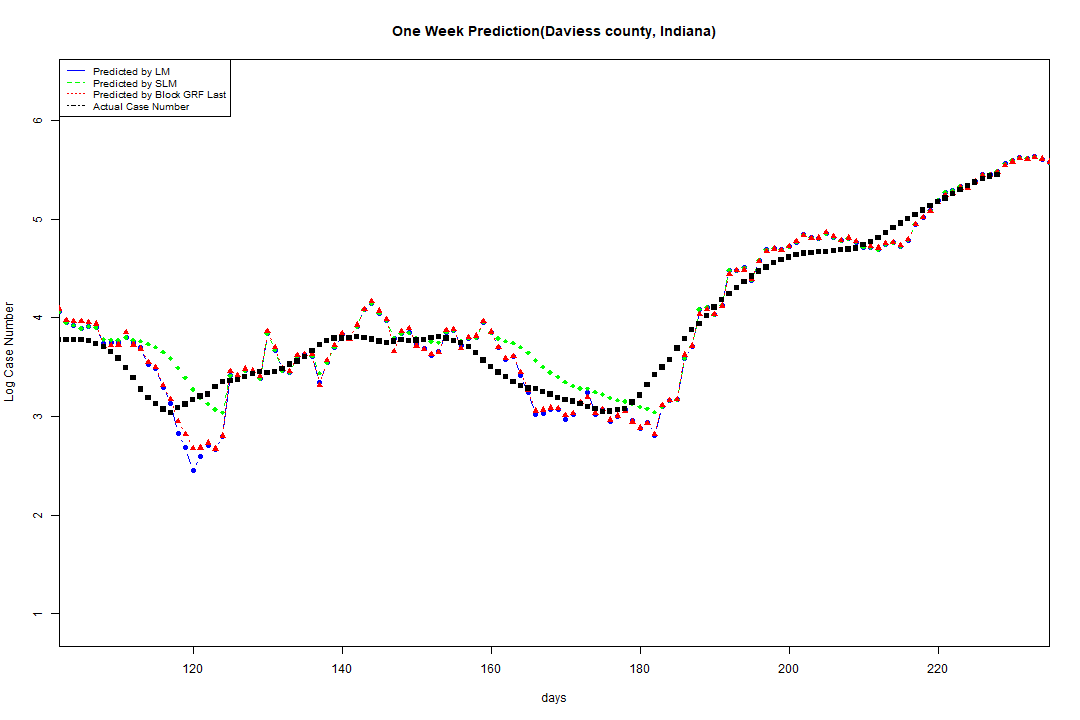 One Week Prediction(Daviess county, Indiana)
Predicted by LM
Predicted by SLM
Predicted by Block GRF Last
Actual Case Number
Log Case Number
6
5
4
3
2
1
120 140 160 180 200 220
days